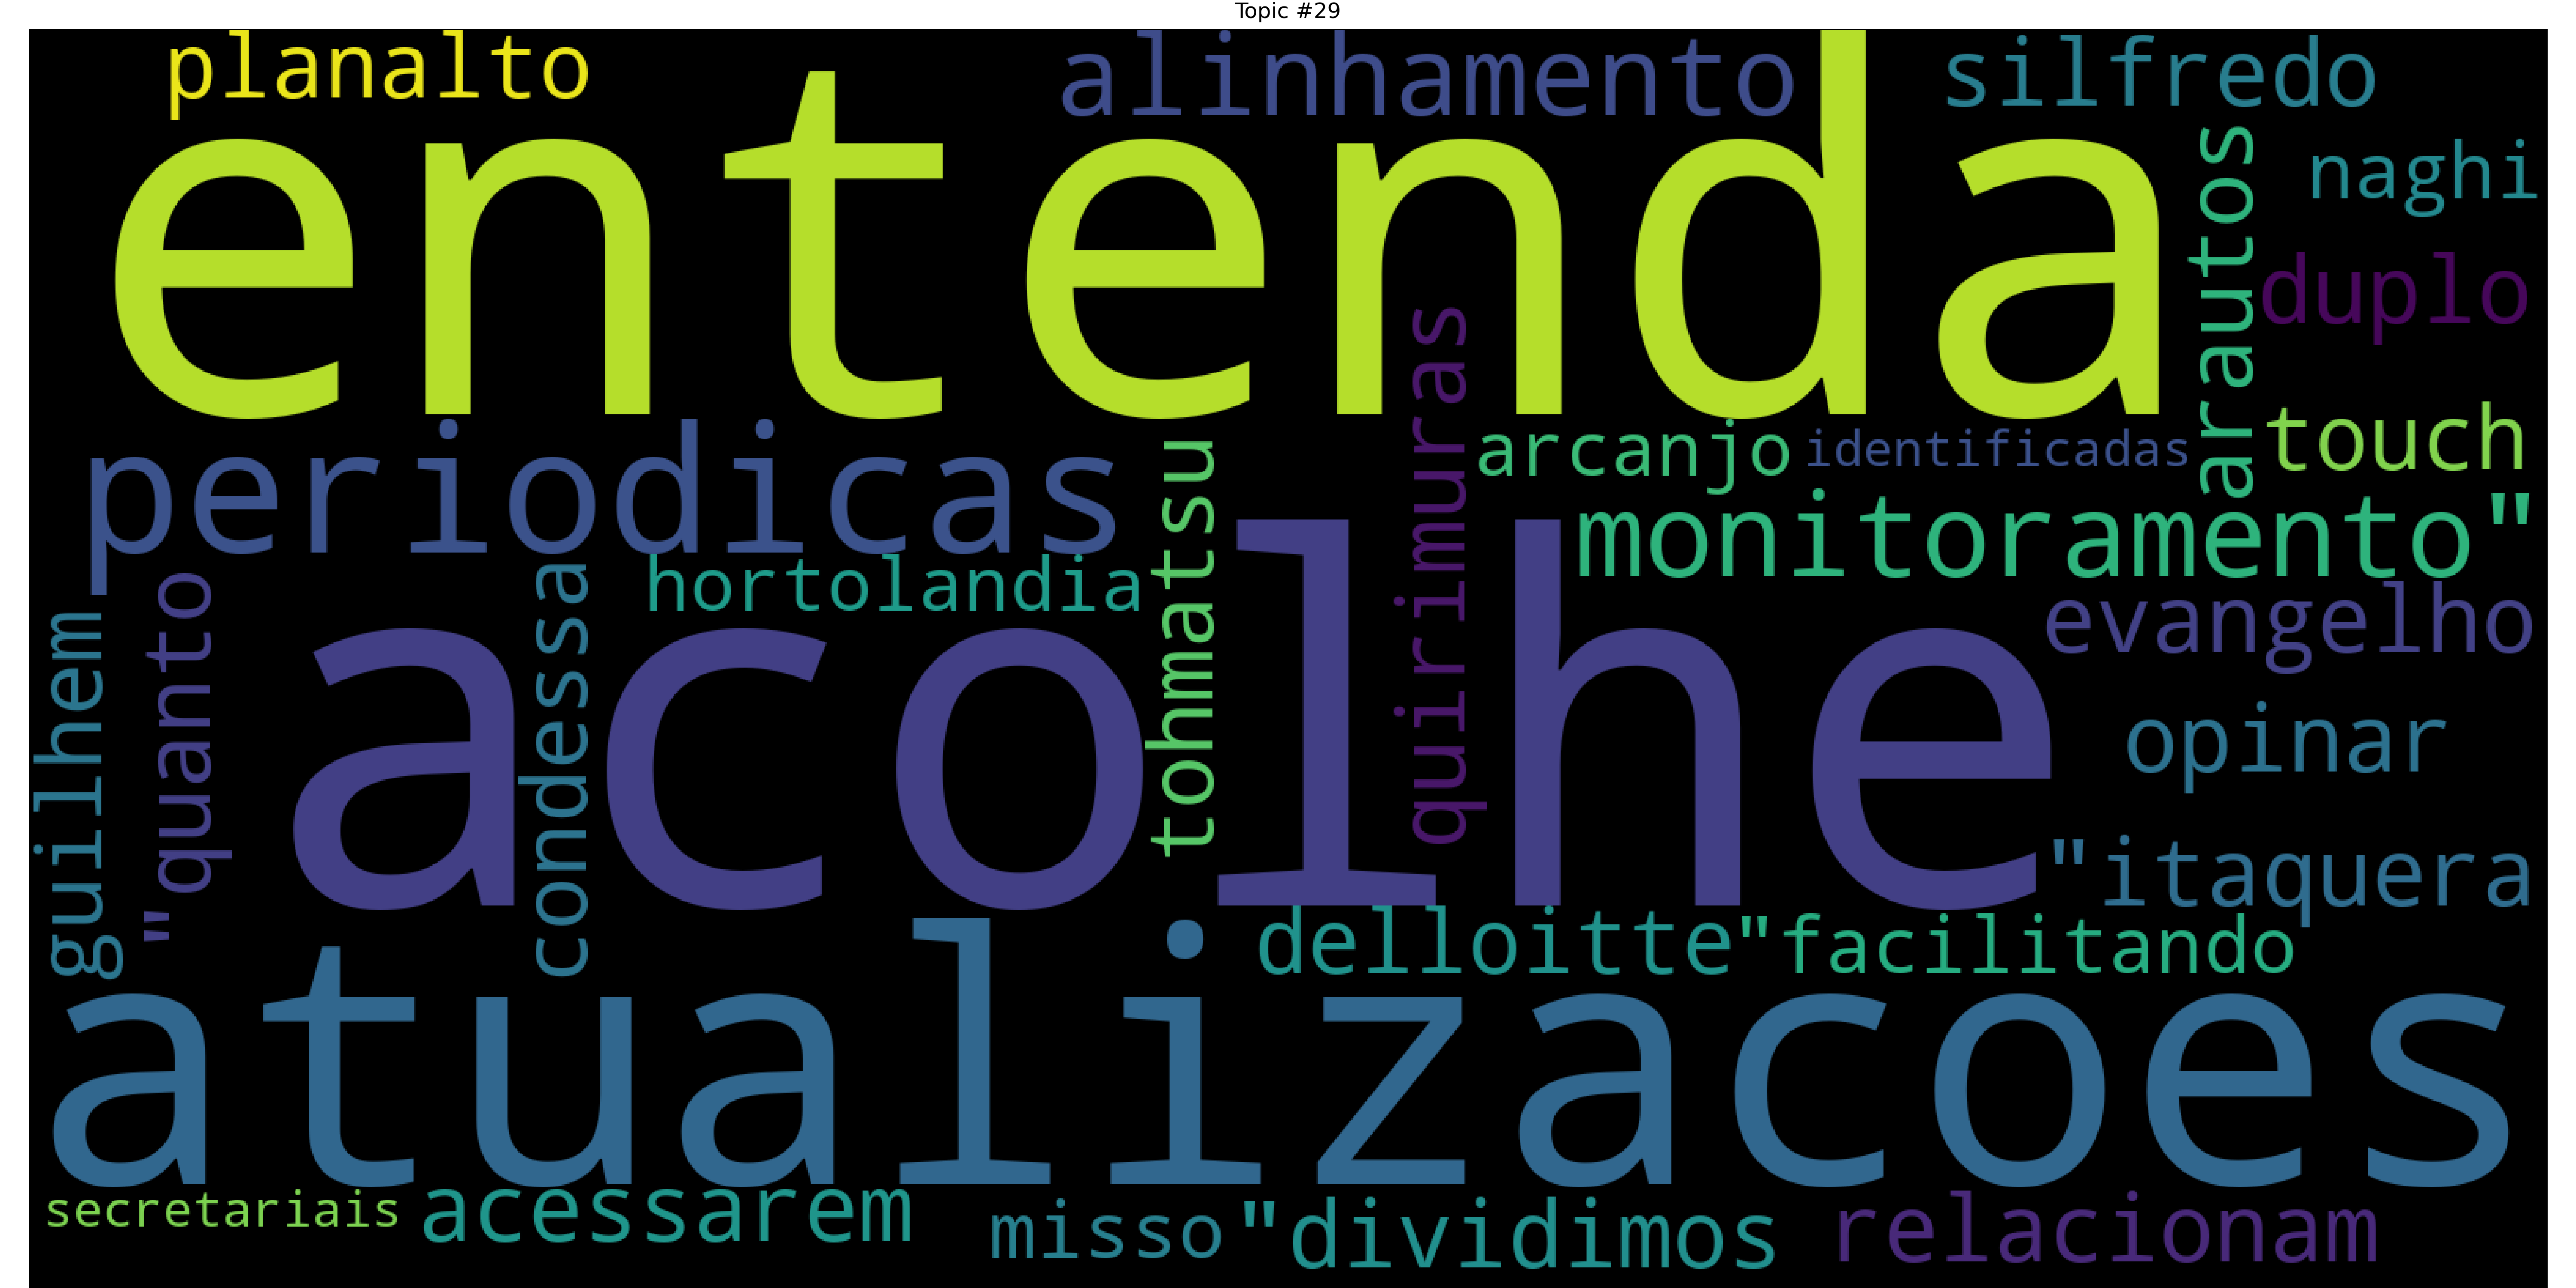 Topic #29
planalto
alinhamento
silfredo
entenda
naghi
arautos
duplo
touch
periodicas
tohmatsu
quirimuras
arcanjo
identificadas
monitoramento"
hortolandia
guilhem
"quanto
condessa
acolhe
evangelho
opinar
"itaquera
delloitte
"facilitando
atualizacoes
secretariais
acessarem
misso
"dividimos
relacionam